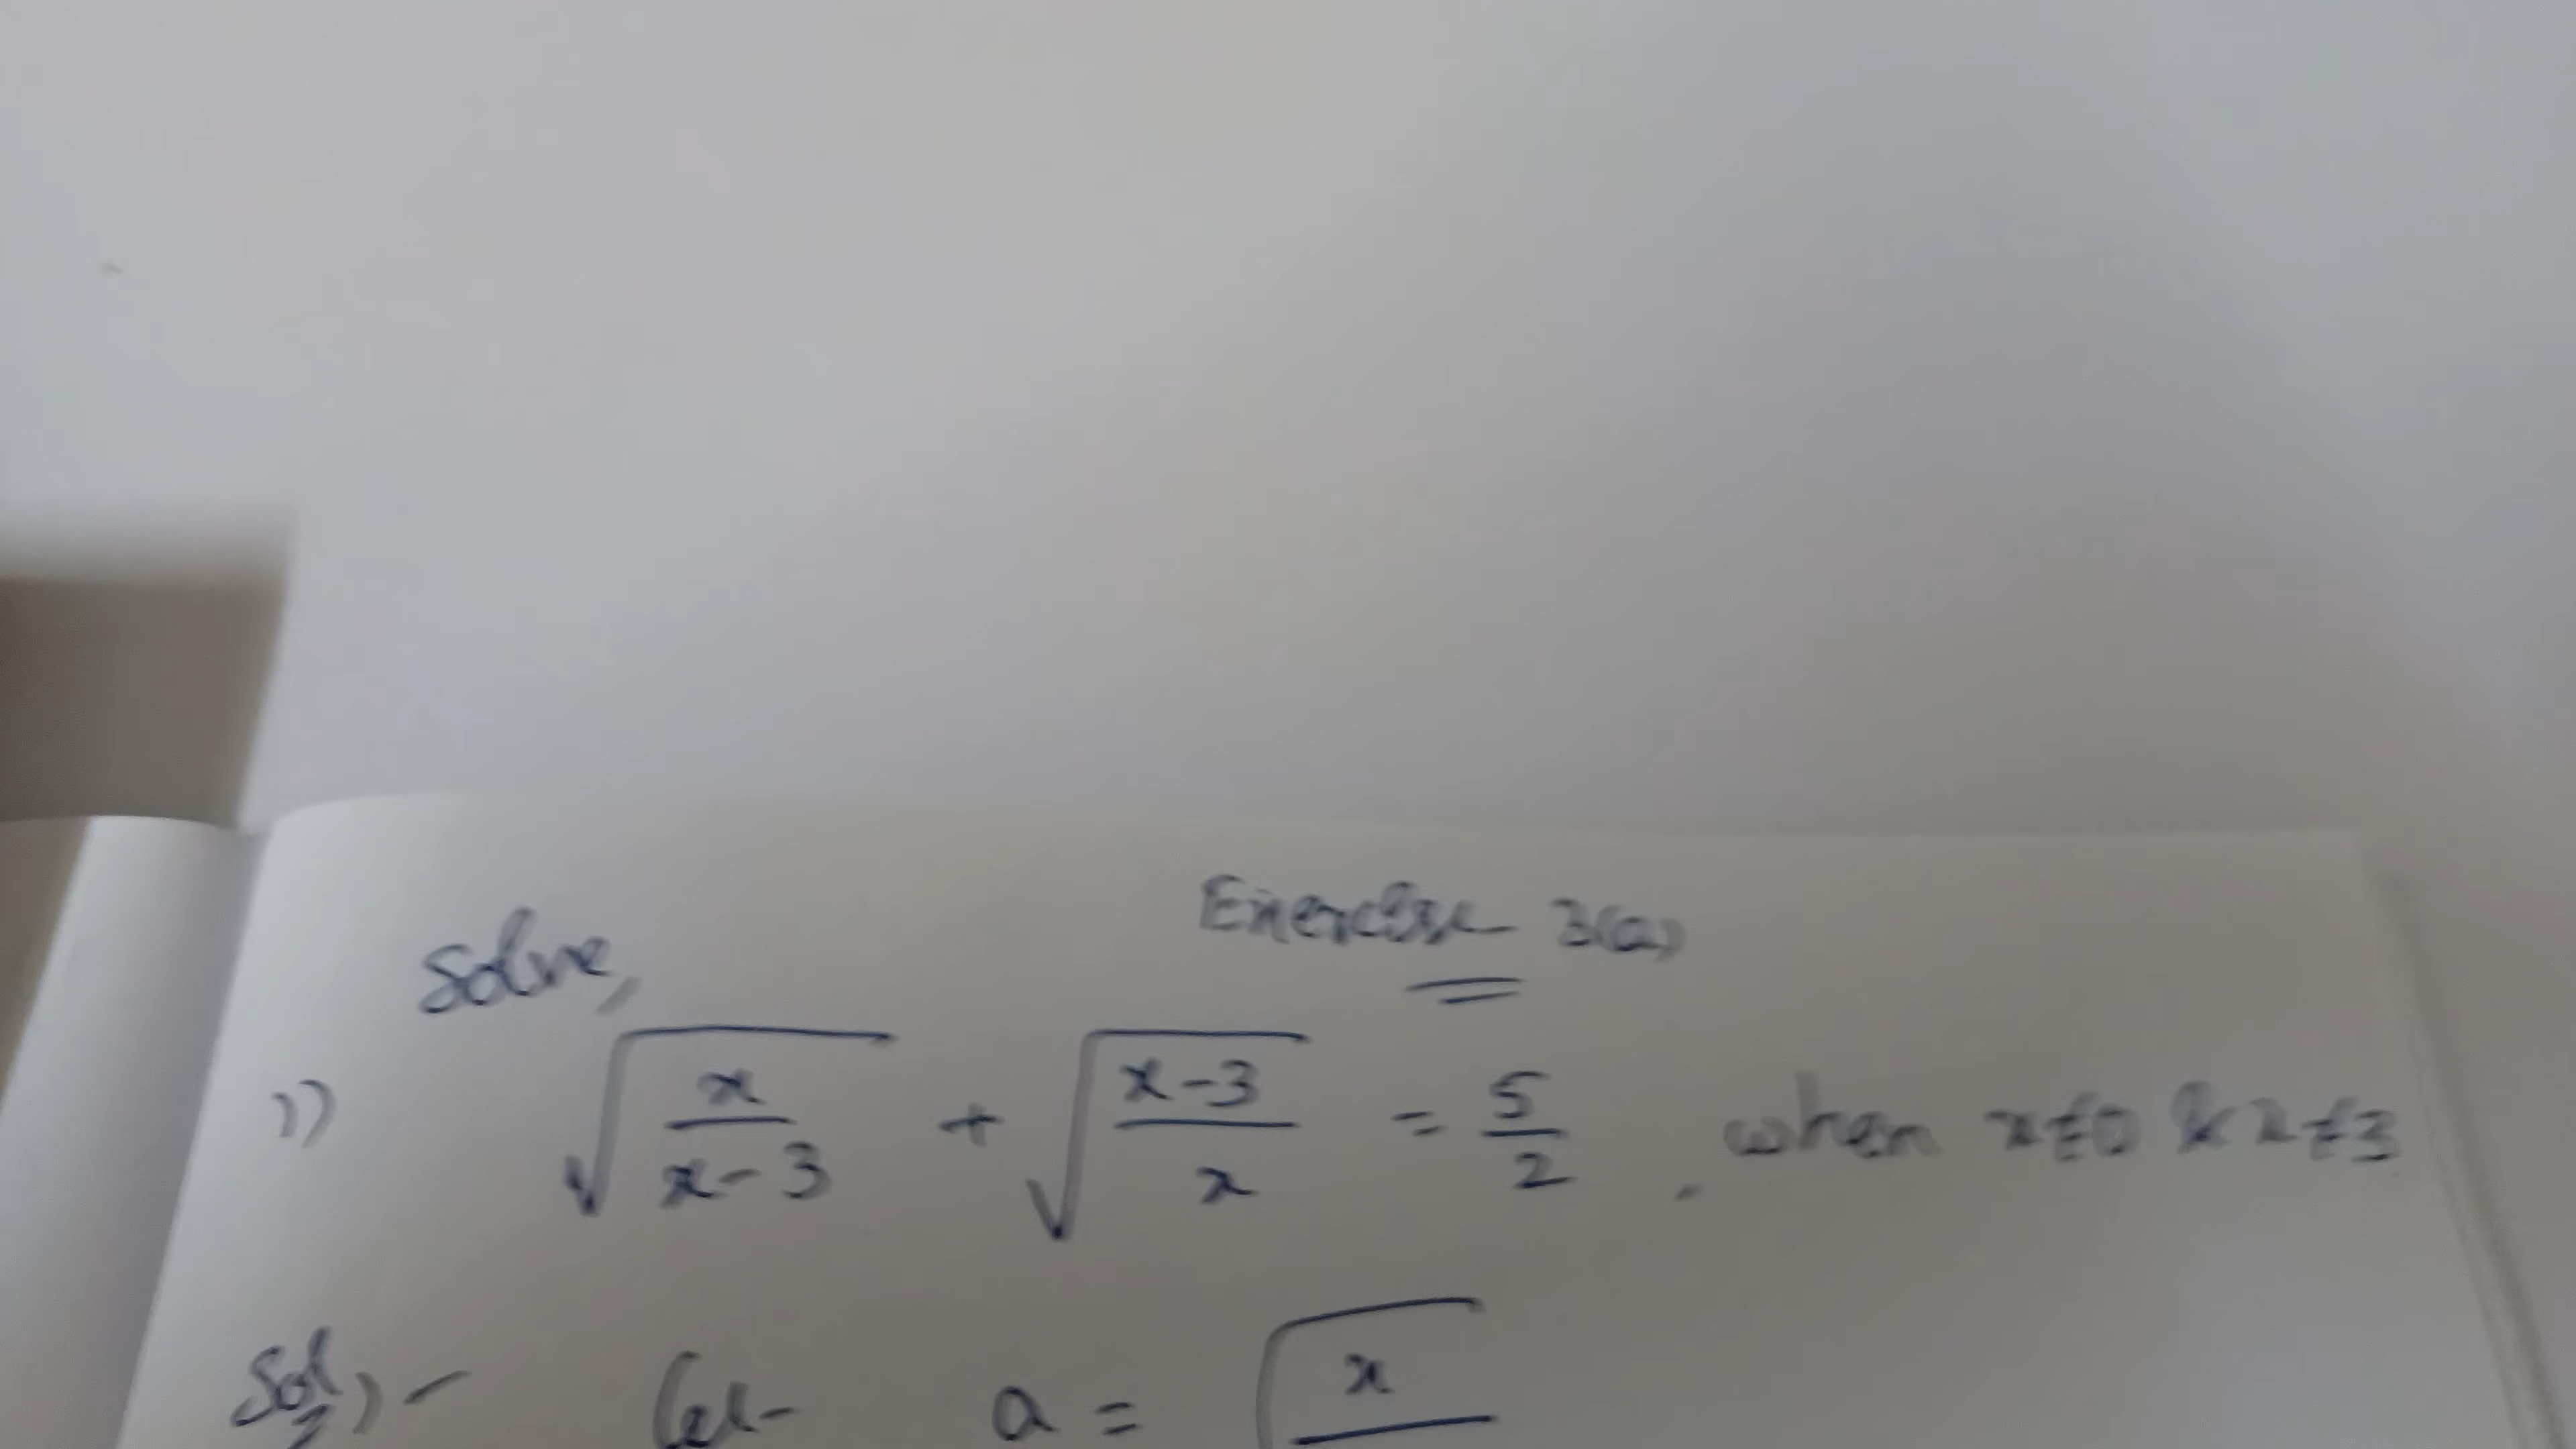 Exercise 3(a)
Solve,
1) √(x/(x-3)) + √((x-3)/x) = 5/2, when x≠0 & x≠3
Sol) - Let a = √(x/